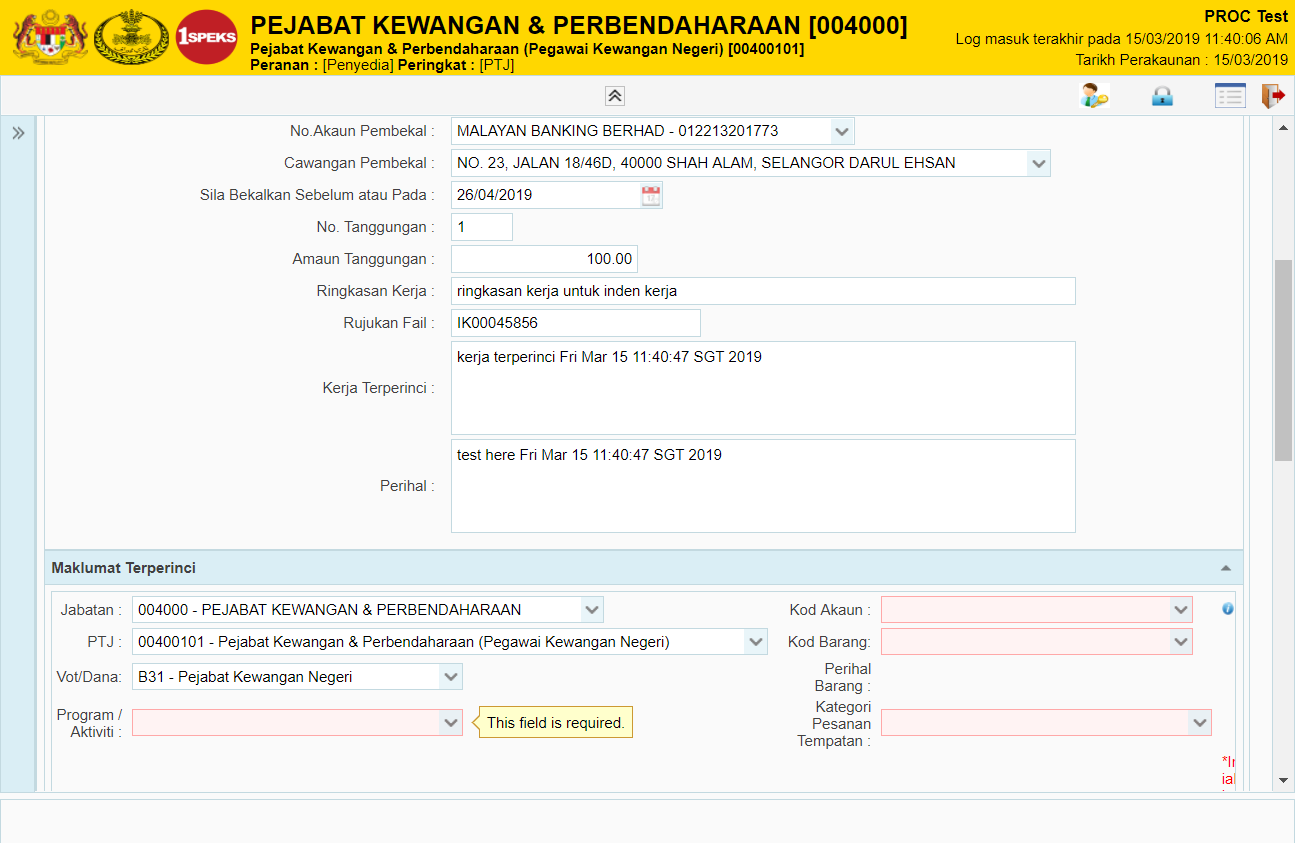 1SPEKS
PEJABAT KEWANGAN & PERBENDAHARAAN [004000]
Pejabat Kewangan & Perbendaharaan (Pegawai Kewangan Negeri) [00400101]
Peranan : [Penyedia] Peringkat : [PTJ]
PROC Test
Log masuk terakhir pada 15/03/2019 11:40:06 AM
Tarikh Perakaunan : 15/03/2019
No.Akaun Pembekal : MALAYAN BANKING BERHAD - 012213201773
Cawangan Pembekal : NO. 23, JALAN 18/46D, 40000 SHAH ALAM, SELANGOR DARUL EHSAN
Sila Bekalkan Sebelum atau Pada : 26/04/2019
No. Tanggungan : 1
Amaun Tanggungan : 100.00
Ringkasan Kerja : ringkasan kerja untuk inden kerja
Rujukan Fail : IK00045856
Kerja Terperinci : kerja terperinci Fri Mar 15 11:40:47 SGT 2019
Perihal : test here Fri Mar 15 11:40:47 SGT 2019
Maklumat Terperinci
Jabatan : 004000 - PEJABAT KEWANGAN & PERBENDAHARAAN
PTJ : 00400101 - Pejabat Kewangan & Perbendaharaan (Pegawai Kewangan Negeri)
Vot/Dana: B31 - Pejabat Kewangan Negeri
Program /
Aktiviti :
This field is required.
Kod Akaun :
Kod Barang:
Perihal
Barang :
Kategori
Pesanan
Tempatan :